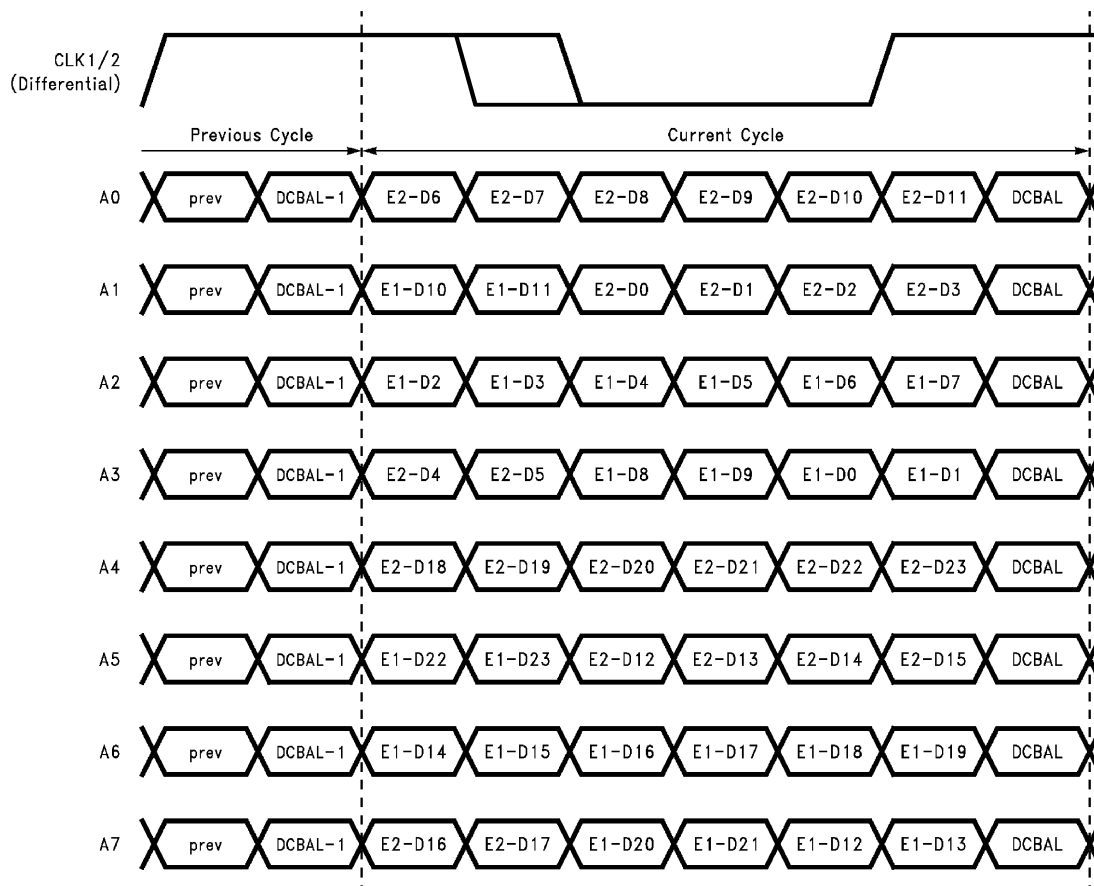 CLK1/2
(Differential)
Previous Cycle Current Cycle
A0 prev DCBAL-1 E2-D6 E2-D7 E2-D8 E2-D9 E2-D10 E2-D11 DCBAL
A1 prev DCBAL-1 E1-D10 E1-D11 E2-D0 E2-D1 E2-D2 E2-D3 DCBAL
A2 prev DCBAL-1 E1-D2 E1-D3 E1-D4 E1-D5 E1-D6 E1-D7 DCBAL
A3 prev DCBAL-1 E2-D4 E2-D5 E1-D8 E1-D9 E1-D0 E1-D1 DCBAL
A4 prev DCBAL-1 E2-D18 E2-D19 E2-D20 E2-D21 E2-D22 E2-D23 DCBAL
A5 prev DCBAL-1 E1-D22 E1-D23 E2-D12 E2-D13 E2-D14 E2-D15 DCBAL
A6 prev DCBAL-1 E1-D14 E1-D15 E1-D16 E1-D17 E1-D18 E1-D19 DCBAL
A7 prev DCBAL-1 E2-D16 E2-D17 E1-D20 E1-D21 E1-D12 E1-D13 DCBAL